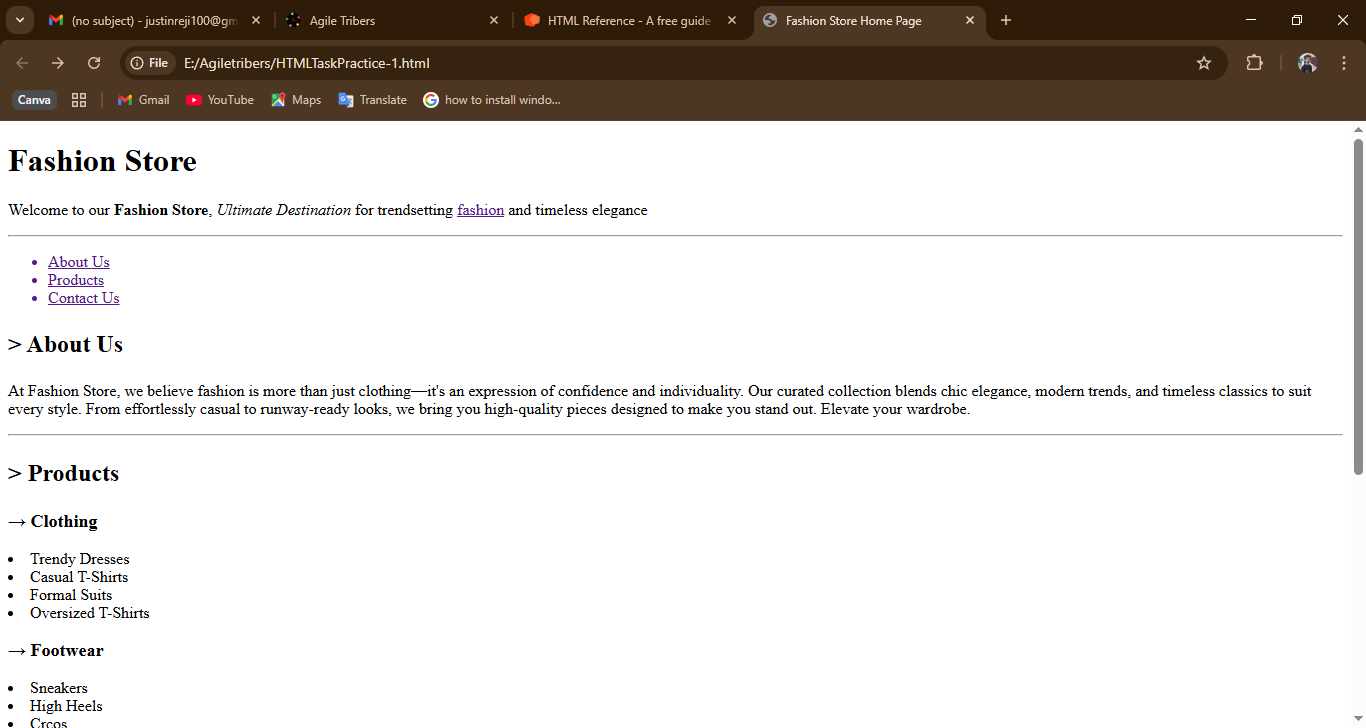 (no subject) - justinreji100@gm
Agile Tribers
HTML Reference - A free guide
Fashion Store Home Page
File E:/Agiletribers/HTMLTaskPractice-1.html
Canva Gmail YouTube Maps Translate how to install windo...
Fashion Store
Welcome to our Fashion Store, Ultimate Destination for trendsetting fashion and timeless elegance
• About Us
• Products
• Contact Us
> About Us
At Fashion Store, we believe fashion is more than just clothing—it's an expression of confidence and individuality. Our curated collection blends chic elegance, modern trends, and timeless classics to suit
every style. From effortlessly casual to runway-ready looks, we bring you high-quality pieces designed to make you stand out. Elevate your wardrobe.
> Products
→ Clothing
• Trendy Dresses
• Casual T-Shirts
• Formal Suits
• Oversized T-Shirts
→ Footwear
• Sneakers
• High Heels
• Crcos